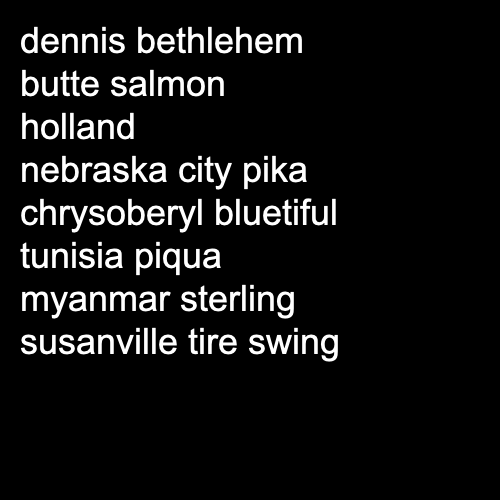 dennis bethlehem
butte salmon
holland
nebraska city pika
chrysoberyl bluetiful
tunisia piqua
myanmar sterling
susanville tire swing